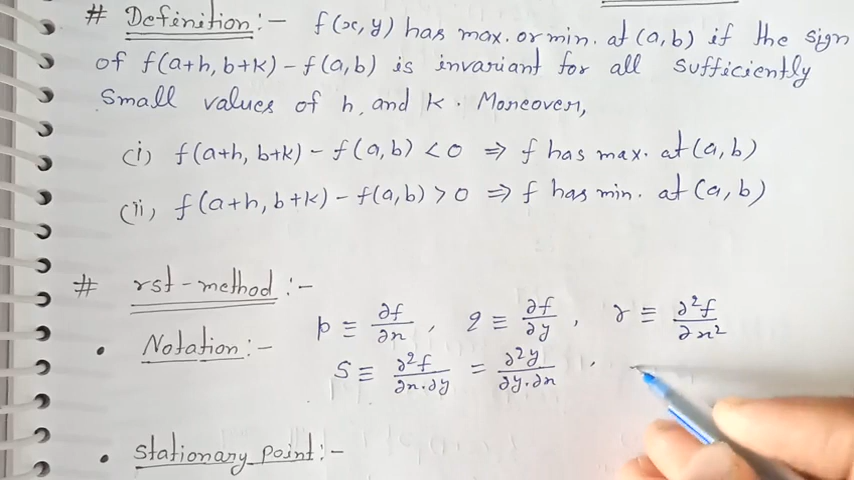 # Definition :- f(x,y) has max. or min. at (a,b) if the sign
of f(a+h, b+k) - f(a,b) is invariant for all sufficiently
small values of h, and k. Moreover,
(i) f(a+h, b+k) - f(a,b) < 0 ⇒ f has max. at (a,b)
(ii) f(a+h, b+k) - f(a,b) > 0 ⇒ f has min. at (a,b)
# rst-method :-
• Notation :- p ≡ ∂f/∂x , q ≡ ∂f/∂y , r ≡ ∂²f/∂x²
S ≡ ∂²f/∂x.∂y = ∂²y/∂y.∂x ,
• Stationary point :-